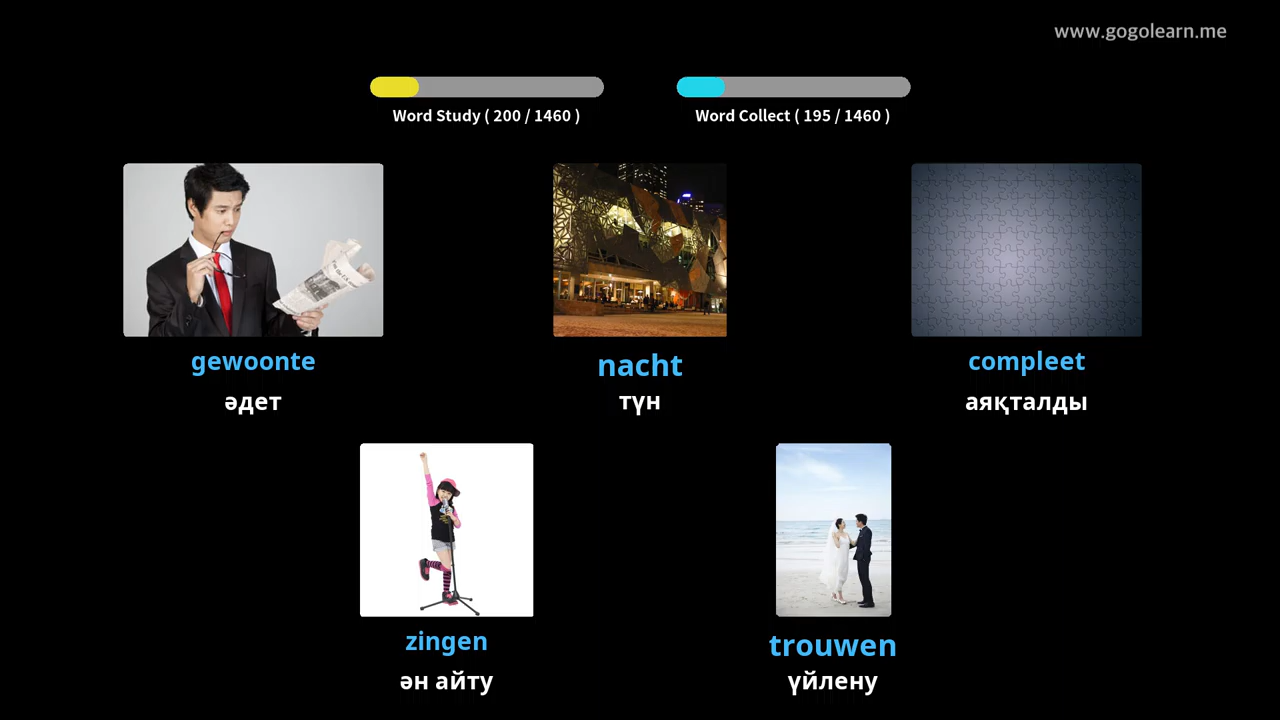 www.gogolearn.me
Word Study ( 200 / 1460 )
Word Collect ( 195 / 1460 )
gewoonte
әдет
nacht
түн
compleet
аяқталды
zingen
ән айту
trouwen
үйлену